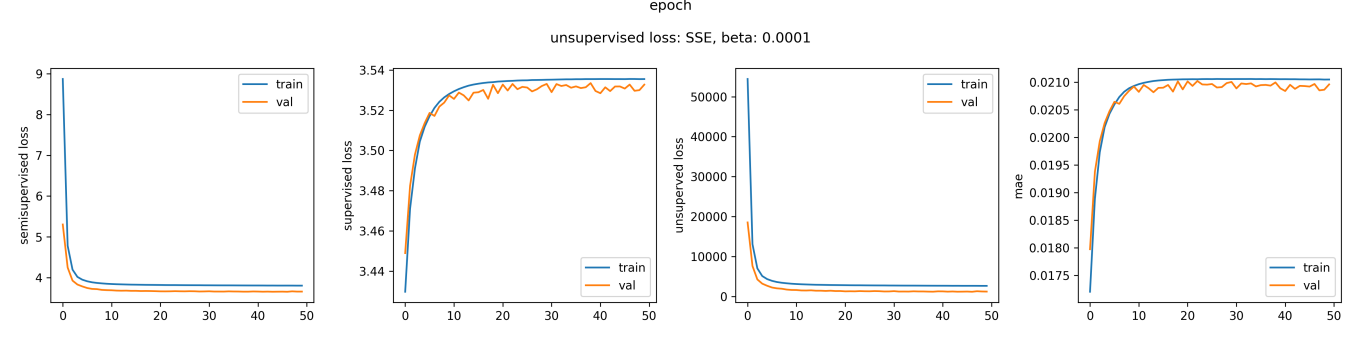 epoch
unsupervised loss: SSE, beta: 0.0001
semisupervised loss
9
8
7
6
5
4
0 10 20 30 40 50
train
val
supervised loss
3.54
3.52
3.50
3.48
3.46
3.44
0 10 20 30 40 50
train
val
unsuperved loss
50000
40000
30000
20000
10000
0
0 10 20 30 40 50
train
val
mae
0.0210
0.0205
0.0200
0.0195
0.0190
0.0185
0.0180
0.0175
0 10 20 30 40 50
train
val